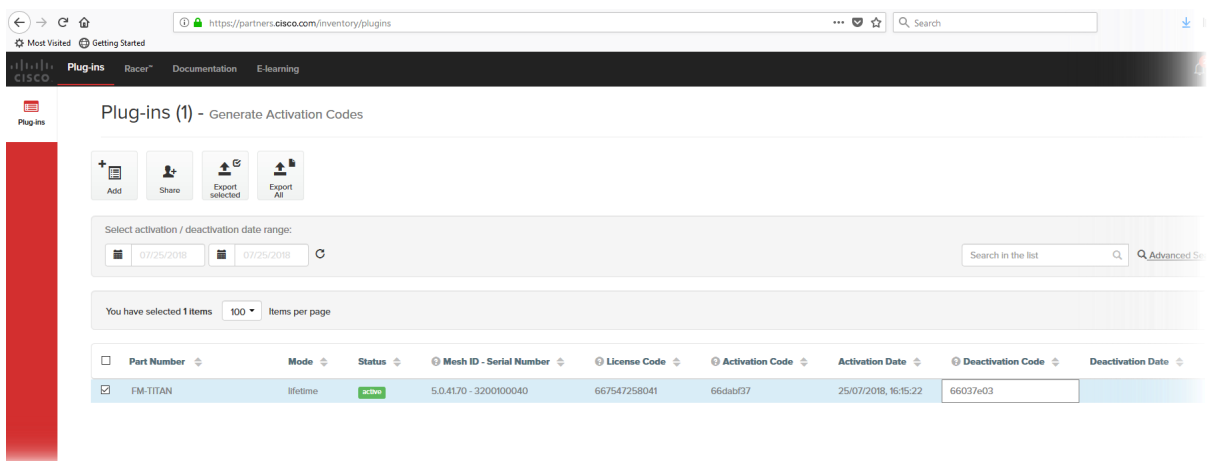 https://partners.cisco.com/inventory/plugins
Search
Most Visited Getting Started
CISCO Plug-ins Racer™ Documentation E-learning
Plug-ins
Plug-ins (1) - Generate Activation Codes
Add
Share
Export selected
Export All
Select activation / deactivation date range:
07/25/2018 07/25/2018 Search in the list Advanced Se
You have selected 1 items 100 Items per page
Part Number Mode Status Mesh ID - Serial Number License Code Activation Code Activation Date Deactivation Code Deactivation Date
FM-TITAN lifetime active 5.0.41.70 - 3200100040 667547258041 66dabf37 25/07/2018, 16:15:22 66037e03